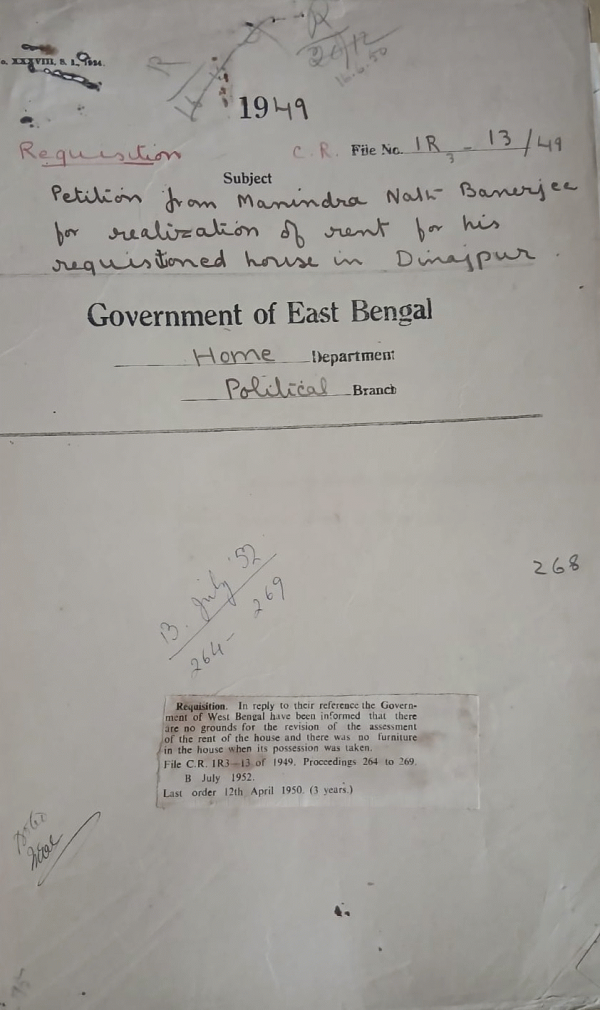 XXXVIII, S. I., 1934.
1949
Requisition
C. R. File No. 1R3 - 13/49
Subject
Petition from Manindra Nath Banerjee
for realization of rent for his
requistioned house in Dinajpur.
Government of East Bengal
Home Department
Political Branch
13. July '52
264 - 269
268
Requisition. In reply to their reference the Govern-
ment of West Bengal have been informed that there
are no grounds for the revision of the assessment
of the rent of the house and there was no furniture
in the house when its possession was taken.
File C.R. 1R3—13 of 1949. Proceedings 264 to 269.
B July 1952.
Last order 12th April 1950. (3 years.)